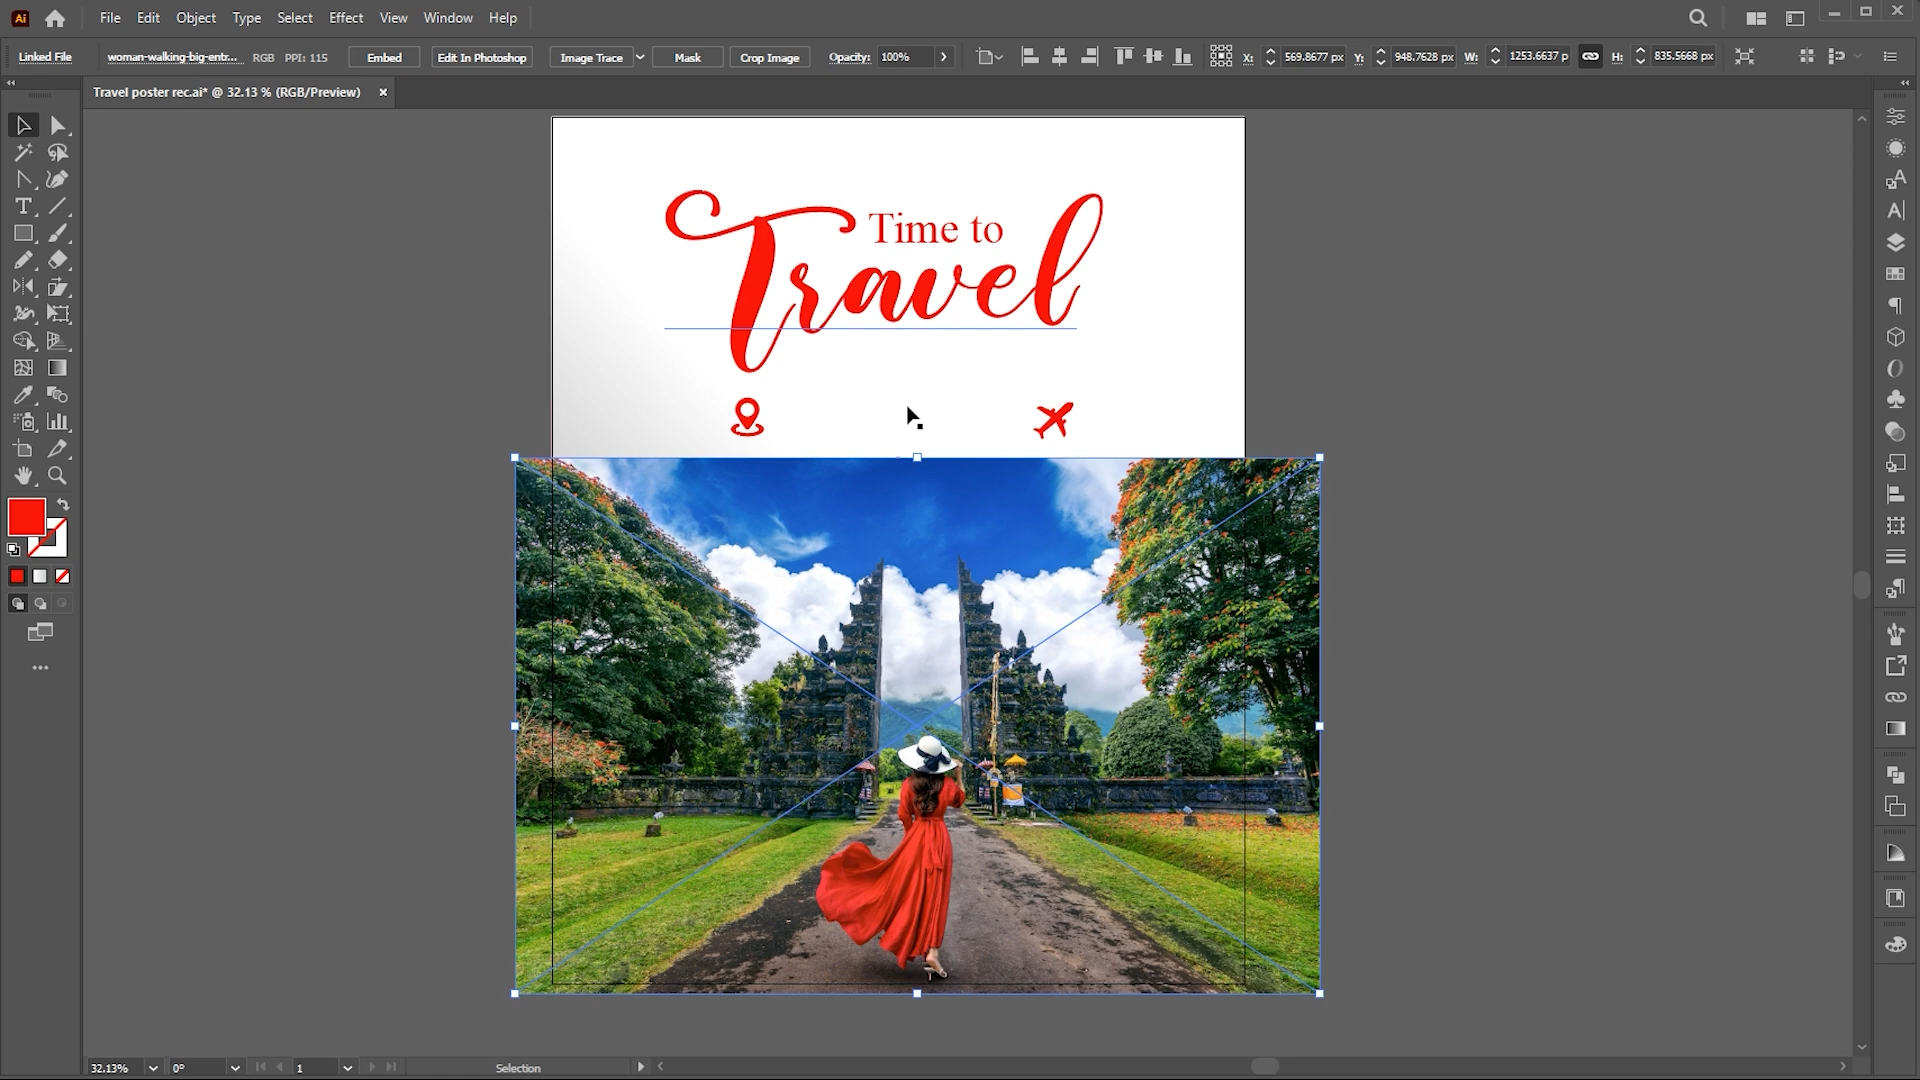 Ai File Edit Object Type Select Effect View Window Help
Linked File woman-walking-big-entr... RGB PPI: 115 Embed Edit In Photoshop Image Trace Mask Crop Image Opacity: 100% X: 569.8677 px Y: 948.7628 px W: 1253.6637 p H: 835.5668 px
Travel poster rec.ai* @ 32.13 % (RGB/Preview)
Time to
Travel
32.13% 0° 1 Selection